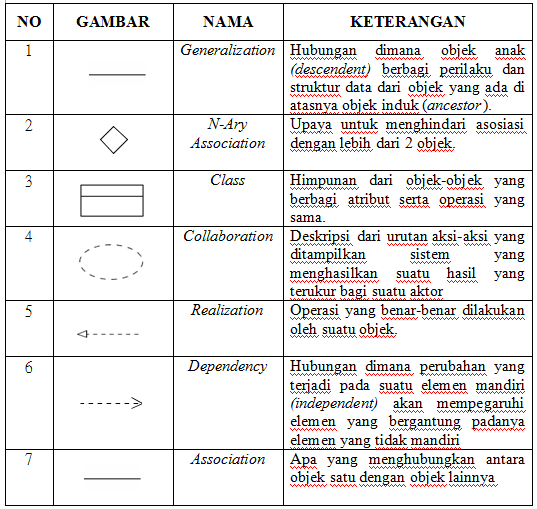 NO GAMBAR NAMA KETERANGAN
1 Generalization Hubungan dimana objek anak
(descendent) berbagi perilaku dan
struktur data dari objek yang ada di
atasnya objek induk (ancestor).
2 N-Ary Upaya untuk menghindari asosiasi
Association dengan lebih dari 2 objek.
3 Class Himpunan dari objek-objek yang
berbagi atribut serta operasi yang
sama.
4 Collaboration Deskripsi dari urutan aksi-aksi yang
ditampilkan sistem yang
menghasilkan suatu hasil yang
terukur bagi suatu aktor
5 Realization Operasi yang benar-benar dilakukan
oleh suatu objek.
6 Dependency Hubungan dimana perubahan yang
terjadi pada suatu elemen mandiri
(independent) akan mempegaruhi
elemen yang bergantung padanya
elemen yang tidak mandiri
7 Association Apa yang menghubungkan antara
objek satu dengan objek lainnya